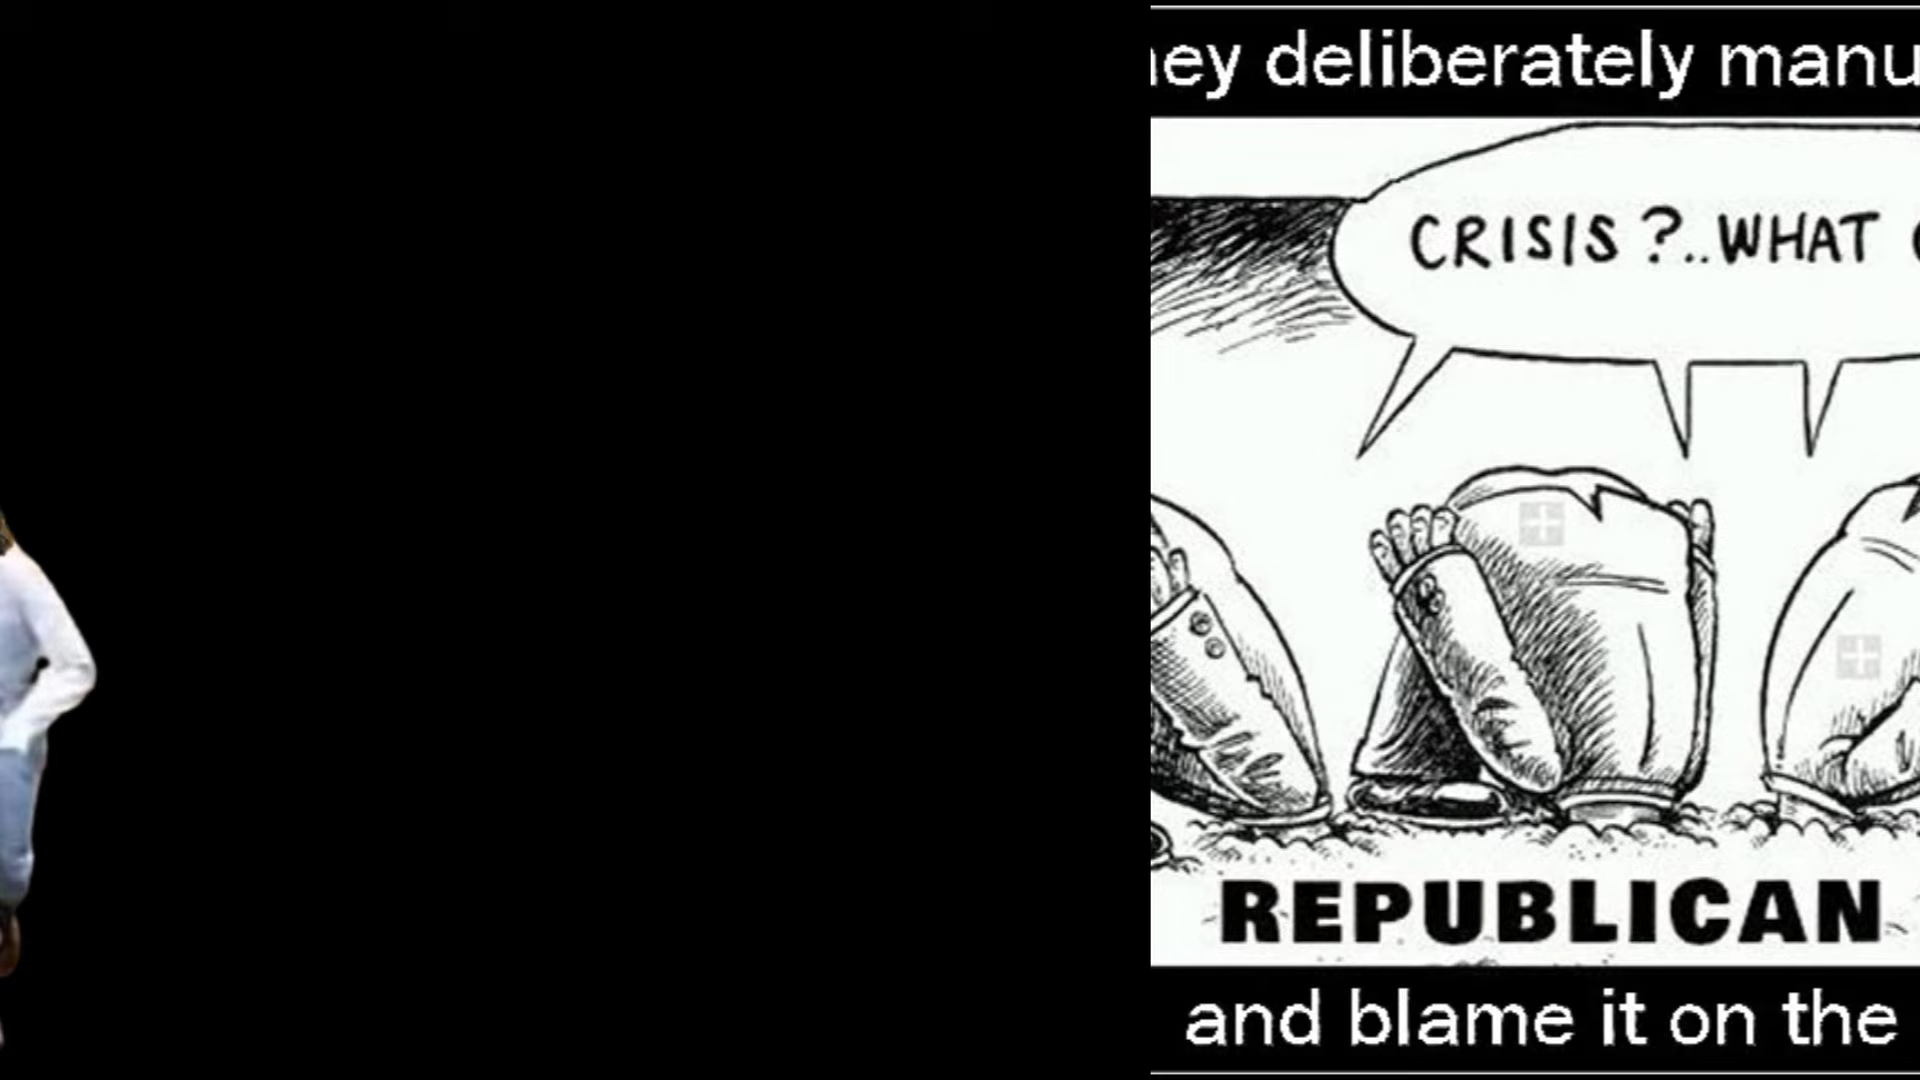 ey deliberately manu
CRISIS?..WHAT
REPUBLICAN
and blame it on the